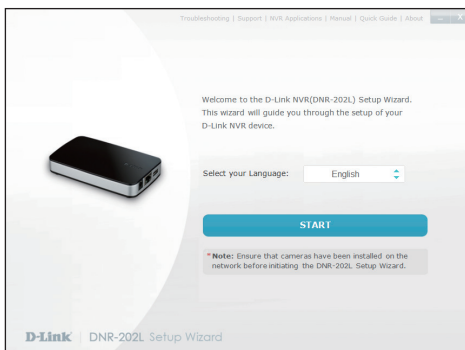 Troubleshooting | Support | NVR Applications | Manual | Quick Guide | About
Welcome to the D-Link NVR(DNR-202L) Setup Wizard.
This wizard will guide you through the setup of your
D-Link NVR device.
Select your Language: English
START
*Note: Ensure that cameras have been installed on the
network before initiating the DNR-202L Setup Wizard.
D-Link DNR-202L Setup Wizard